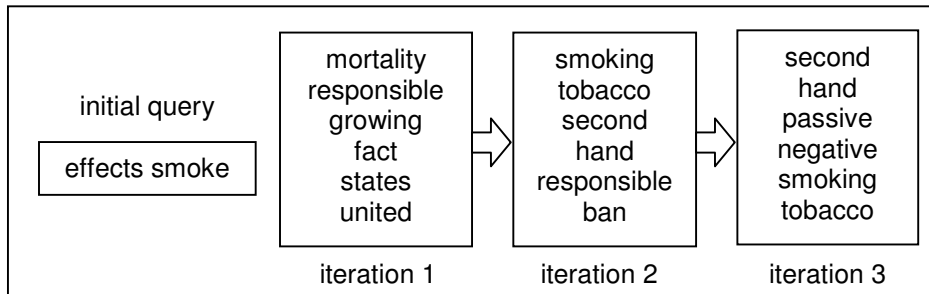 initial query
effects smoke
mortality
responsible
growing
fact
states
united
iteration 1
smoking
tobacco
second
hand
responsible
ban
iteration 2
second
hand
passive
negative
smoking
tobacco
iteration 3